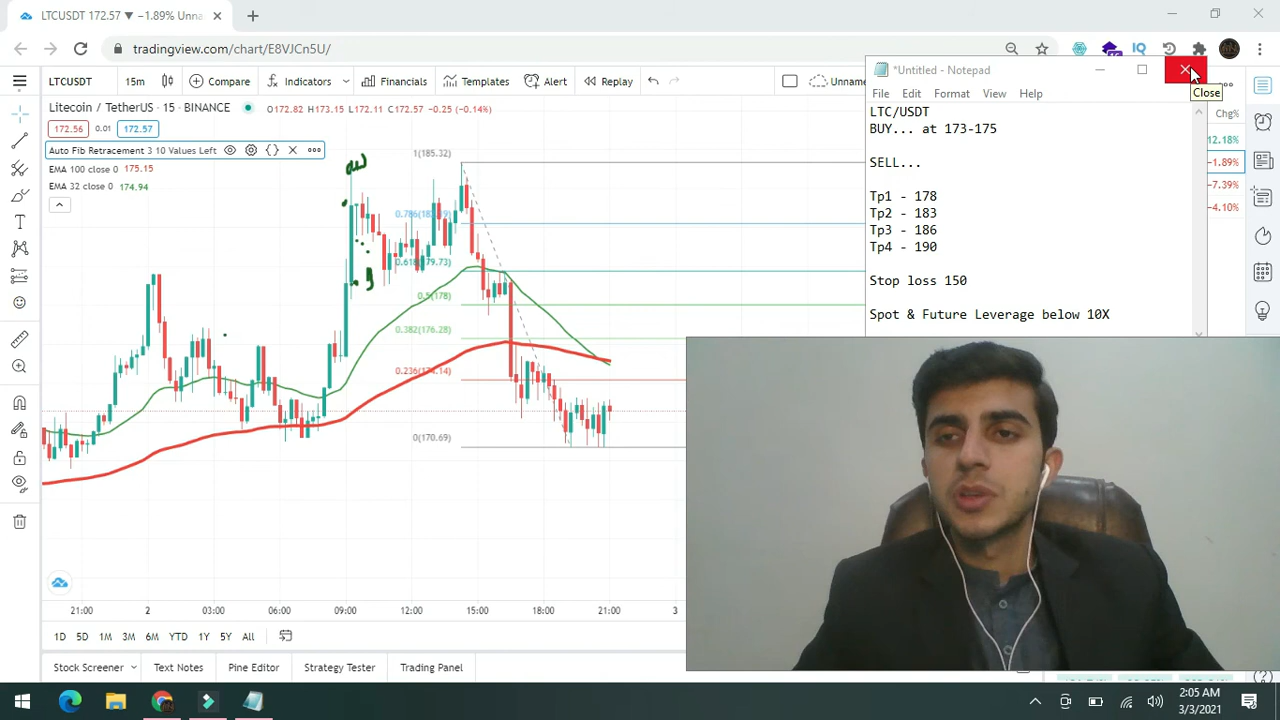 LTCUSDT 172.57 ▼ −1.89% Unna
tradingview.com/chart/E8VJCn5U/
IQ
*Untitled - Notepad
Close
LTCUSDT
15m
Compare
Indicators
Financials
Templates
Alert
Replay
Unname
File Edit Format View Help
Litecoin / TetherUS · 15 · BINANCE
O172.82 H173.15 L172.11 C172.57 −0.25 (−0.14%)
172.56 0.01 172.57
Auto Fib Retracement 3 10 Values Left
EMA 100 close 0 175.15
EMA 32 close 0 174.94
LTC/USDT
BUY... at 173-175
SELL...
Tp1 - 178
Tp2 - 183
Tp3 - 186
Tp4 - 190
Stop loss 150
Spot & Future Leverage below 10X
Chg%
12.18%
−1.89%
−7.39%
−4.10%
1(185.32)
0.5(178)
0.382(176.28)
0(170.69)
21:00 2 03:00 06:00 09:00 12:00 15:00 18:00 21:00 3
1D 5D 1M 3M 6M YTD 1Y 5Y All
Stock Screener Text Notes Pine Editor Strategy Tester Trading Panel
2:05 AM
3/3/2021